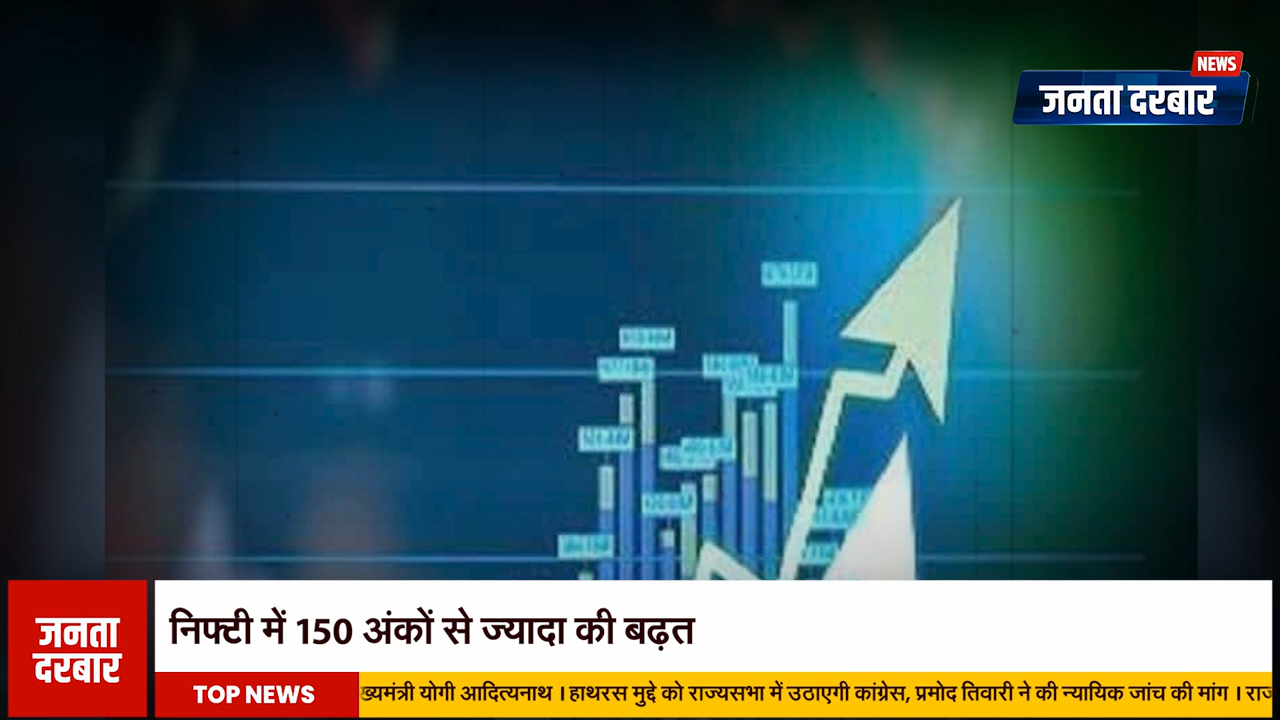 NEWS
जनता दरबार
जनता
दरबार
निफ्टी में 150 अंकों से ज्यादा की बढ़त
TOP NEWS
ख्यमंत्री योगी आदित्यनाथ । हाथरस मुद्दे को राज्यसभा में उठाएगी कांग्रेस, प्रमोद तिवारी ने की न्यायिक जांच की मांग । राज